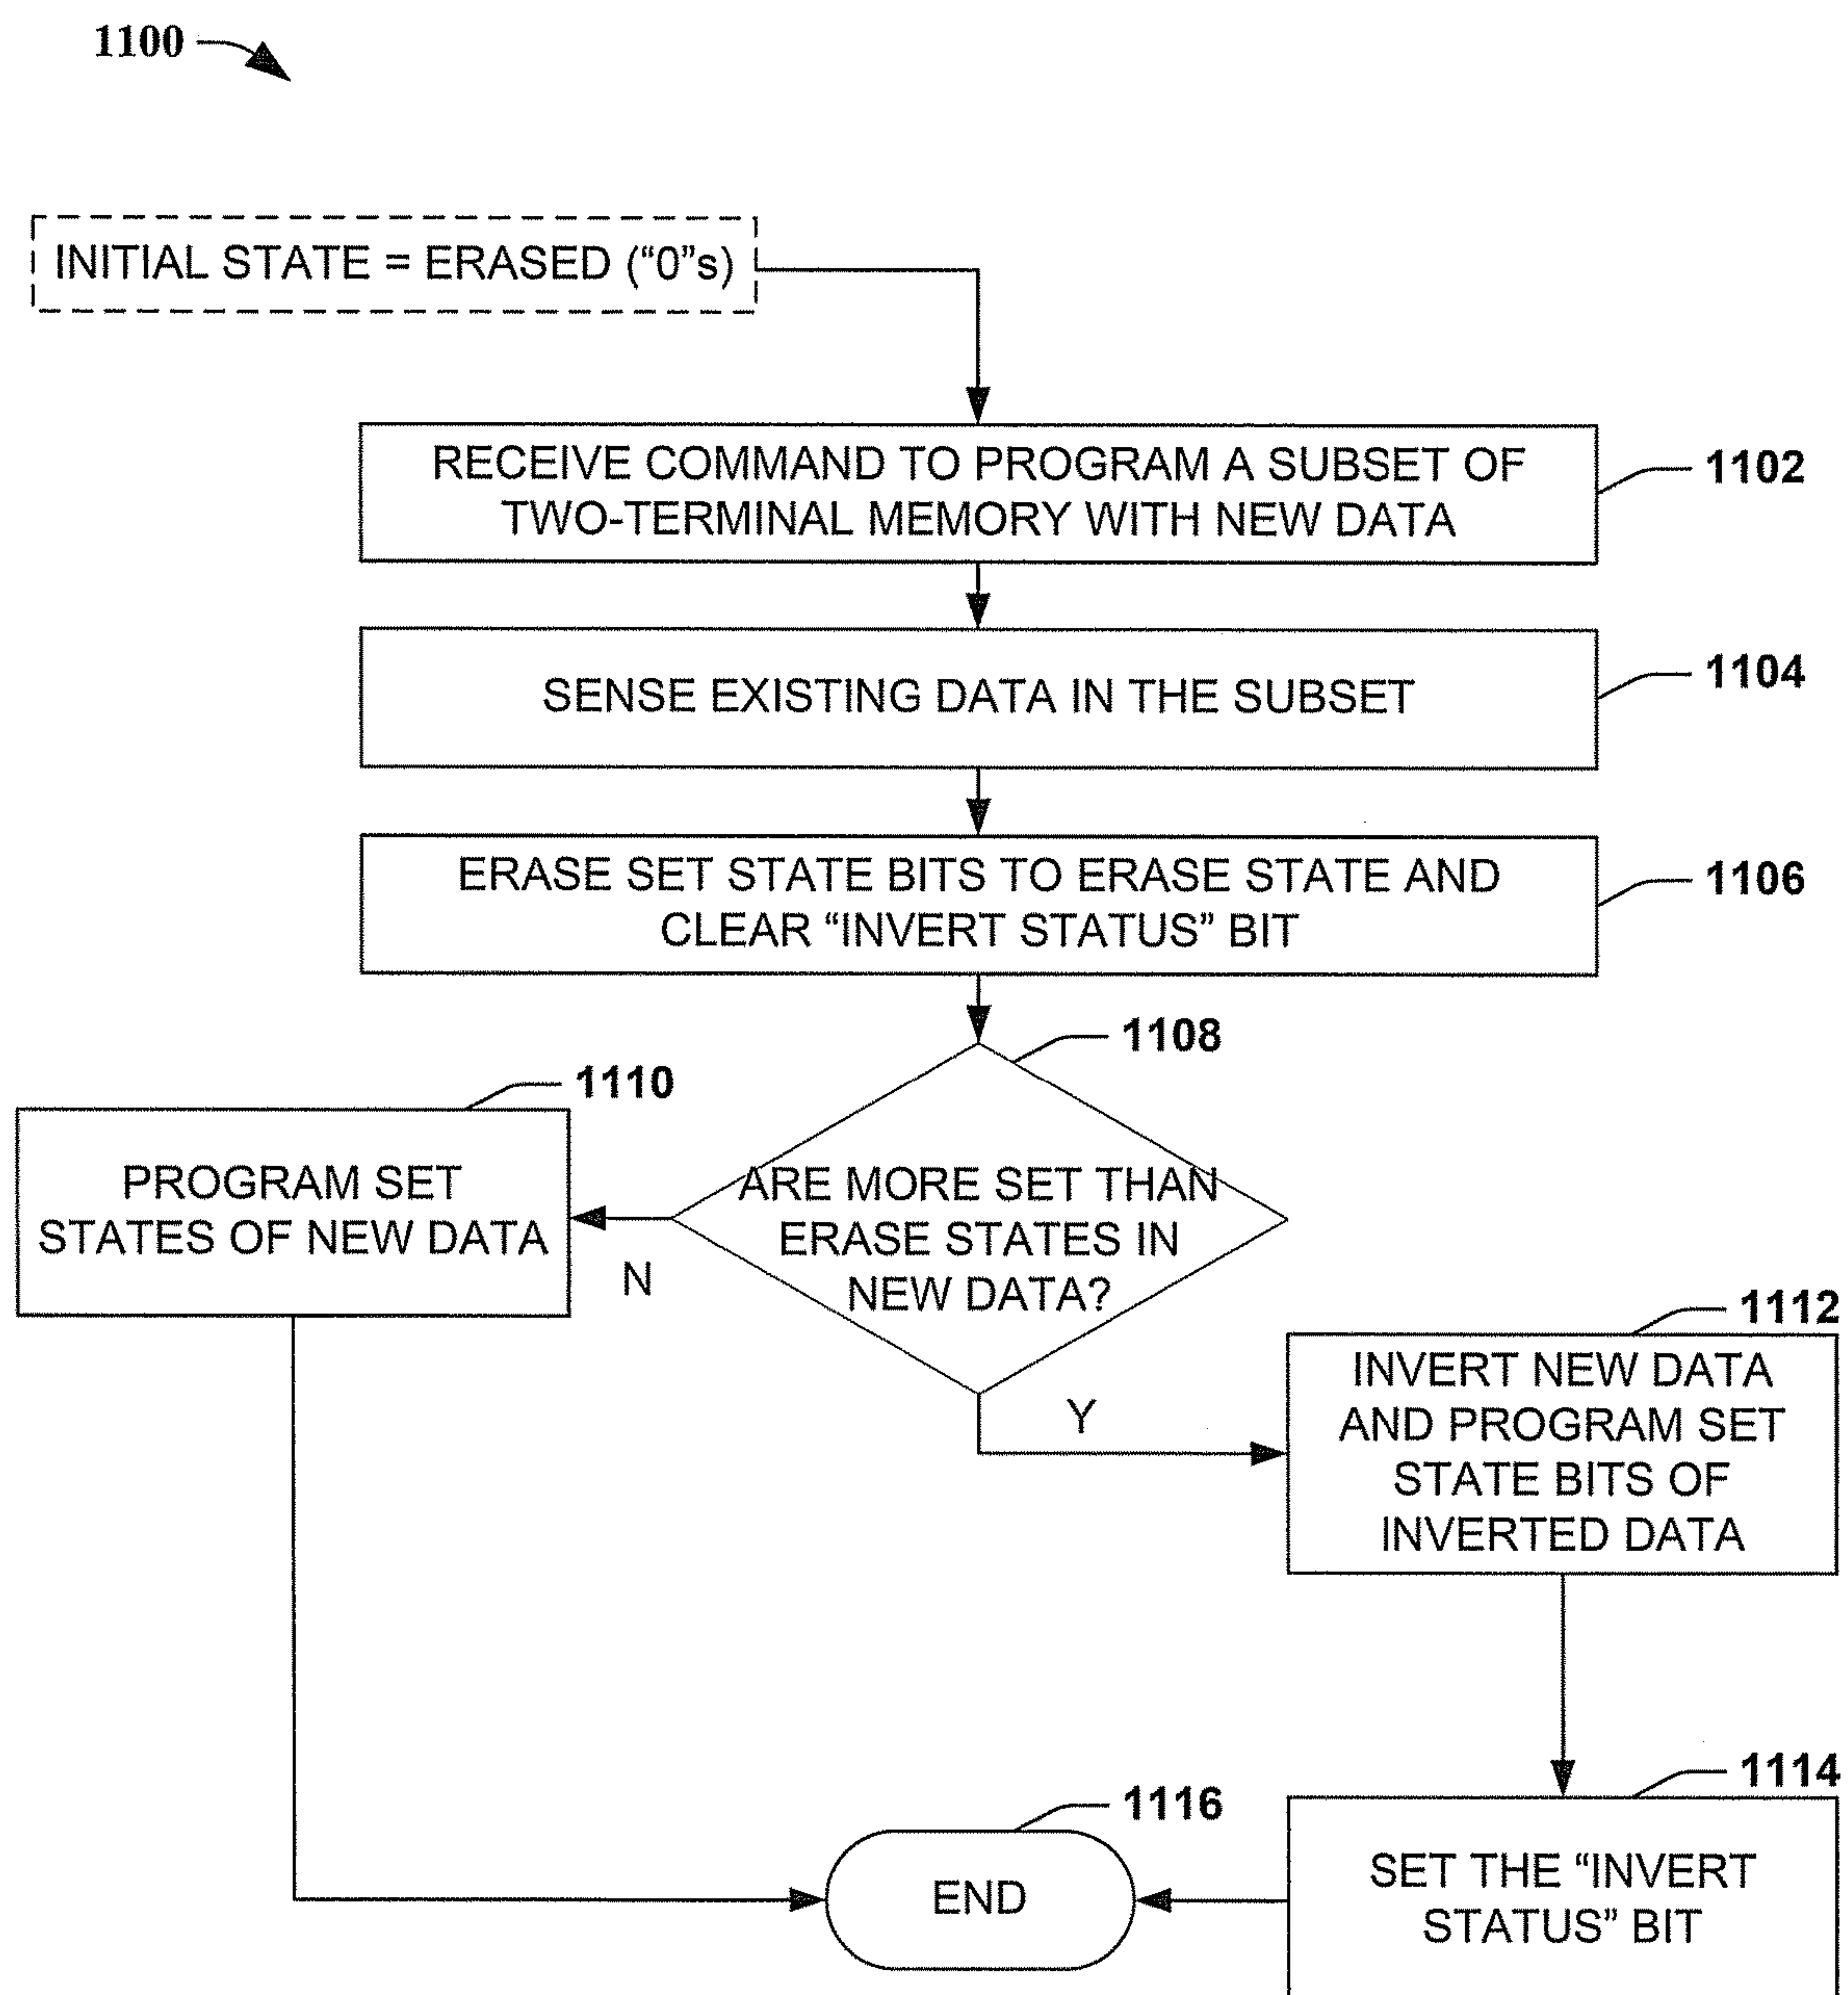 1100
INITIAL STATE = ERASED (“0”s)
RECEIVE COMMAND TO PROGRAM A SUBSET OF
TWO-TERMINAL MEMORY WITH NEW DATA
1102
SENSE EXISTING DATA IN THE SUBSET
1104
ERASE SET STATE BITS TO ERASE STATE AND
CLEAR “INVERT STATUS” BIT
1106
1108
ARE MORE SET THAN
ERASE STATES IN
NEW DATA?
1110
PROGRAM SET
STATES OF NEW DATA
N
Y
1112
INVERT NEW DATA
AND PROGRAM SET
STATE BITS OF
INVERTED DATA
1114
SET THE “INVERT
STATUS” BIT
1116
END